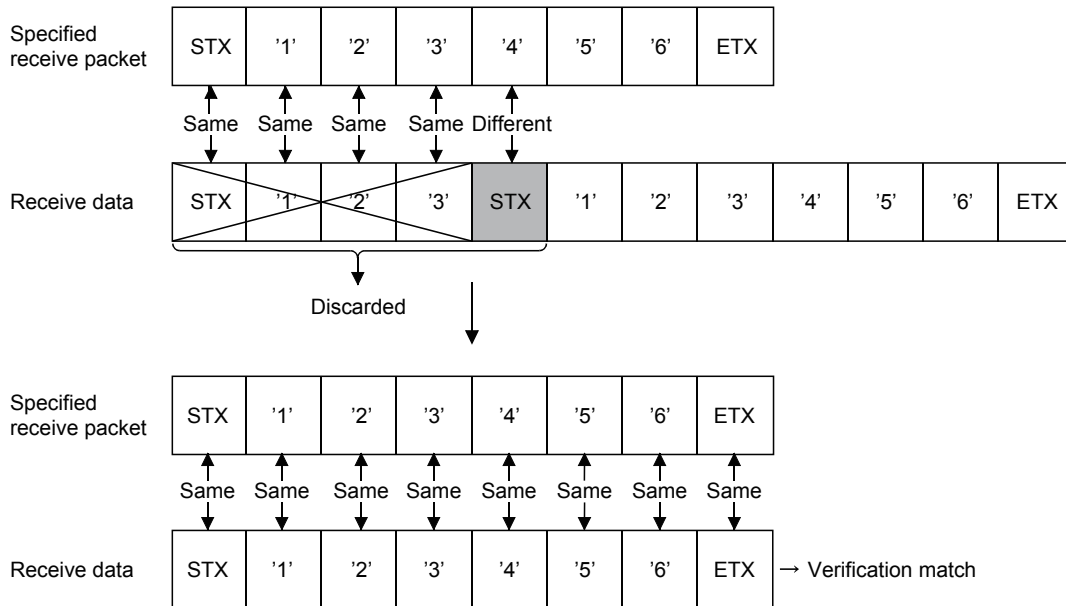 Specified
receive packet
STX ’1’ ’2’ ’3’ ’4’ ’5’ ’6’ ETX
Same Same Same Same Different
Receive data
STX ’1’ ’2’ ’3’ STX ’1’ ’2’ ’3’ ’4’ ’5’ ’6’ ETX
Discarded
Specified
receive packet
STX ’1’ ’2’ ’3’ ’4’ ’5’ ’6’ ETX
Same Same Same Same Same Same Same Same
Receive data
STX ’1’ ’2’ ’3’ ’4’ ’5’ ’6’ ETX → Verification match